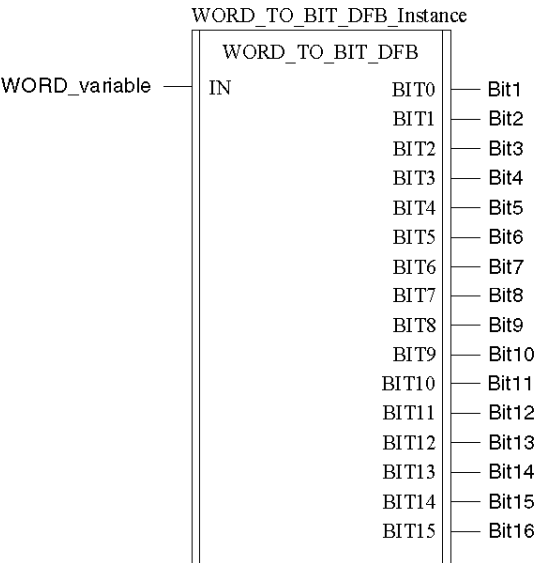 WORD_TO_BIT_DFB_Instance
WORD_TO_BIT_DFB
WORD_variable IN BIT0 Bit1
BIT1 Bit2
BIT2 Bit3
BIT3 Bit4
BIT4 Bit5
BIT5 Bit6
BIT6 Bit7
BIT7 Bit8
BIT8 Bit9
BIT9 Bit10
BIT10 Bit11
BIT11 Bit12
BIT12 Bit13
BIT13 Bit14
BIT14 Bit15
BIT15 Bit16